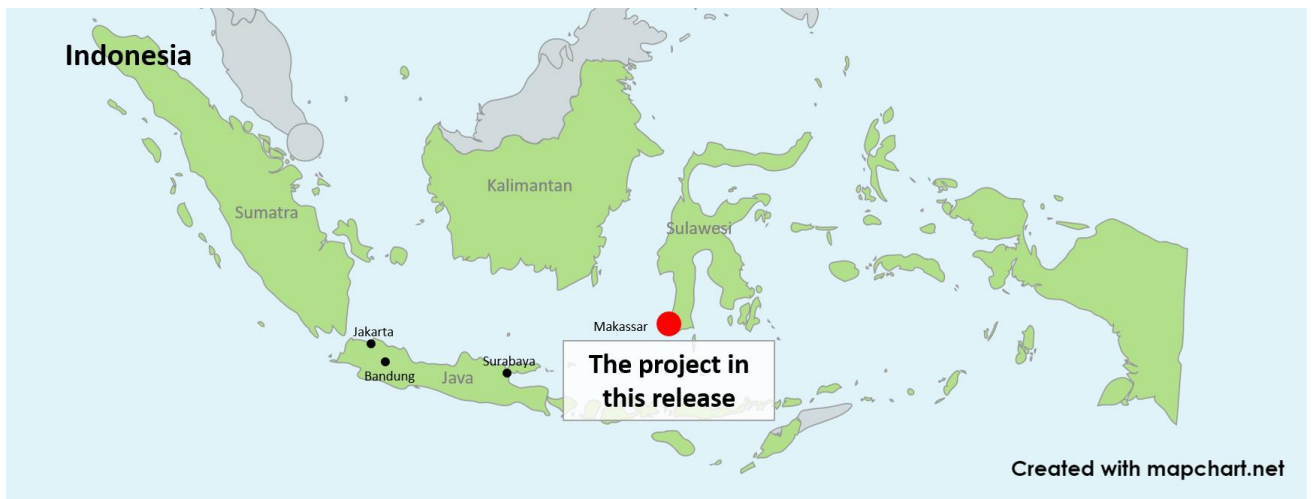 Indonesia
Kalimantan
Sumatra
Sulawesi
Makassar
Jakarta
Surabaya
Bandung
Java
The project in
this release
Created with mapchart.net